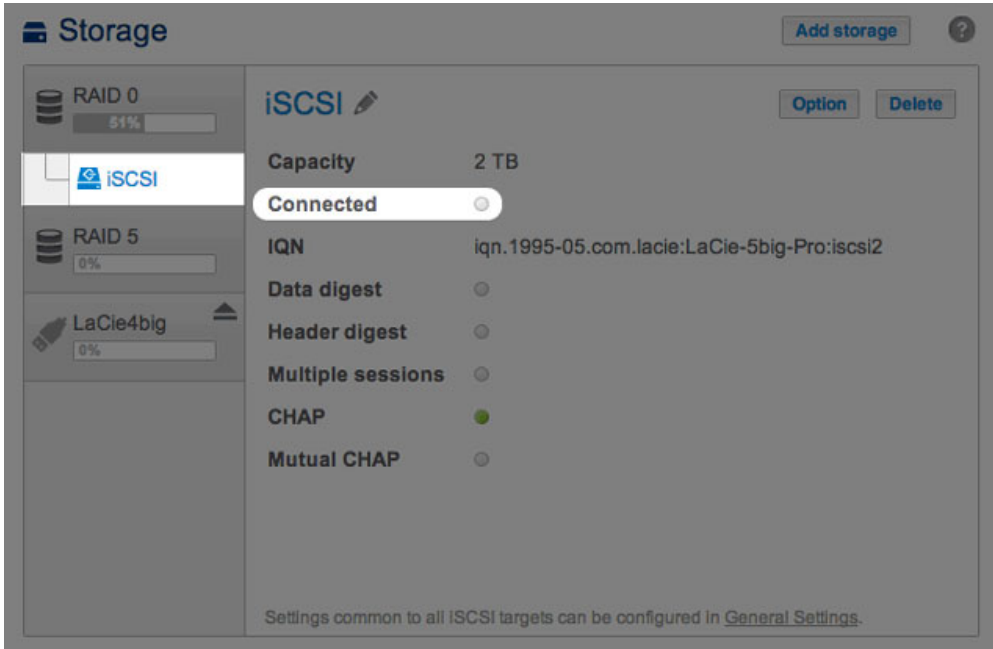 Storage
Add storage
?
RAID 0
51%
iSCSI
RAID 5
0%
LaCie4big
0%
iSCSI
Option
Delete
Capacity 2 TB
Connected
IQN iqn.1995-05.com.lacie:LaCie-5big-Pro:iscsi2
Data digest
Header digest
Multiple sessions
CHAP
Mutual CHAP
Settings common to all iSCSI targets can be configured in General Settings.